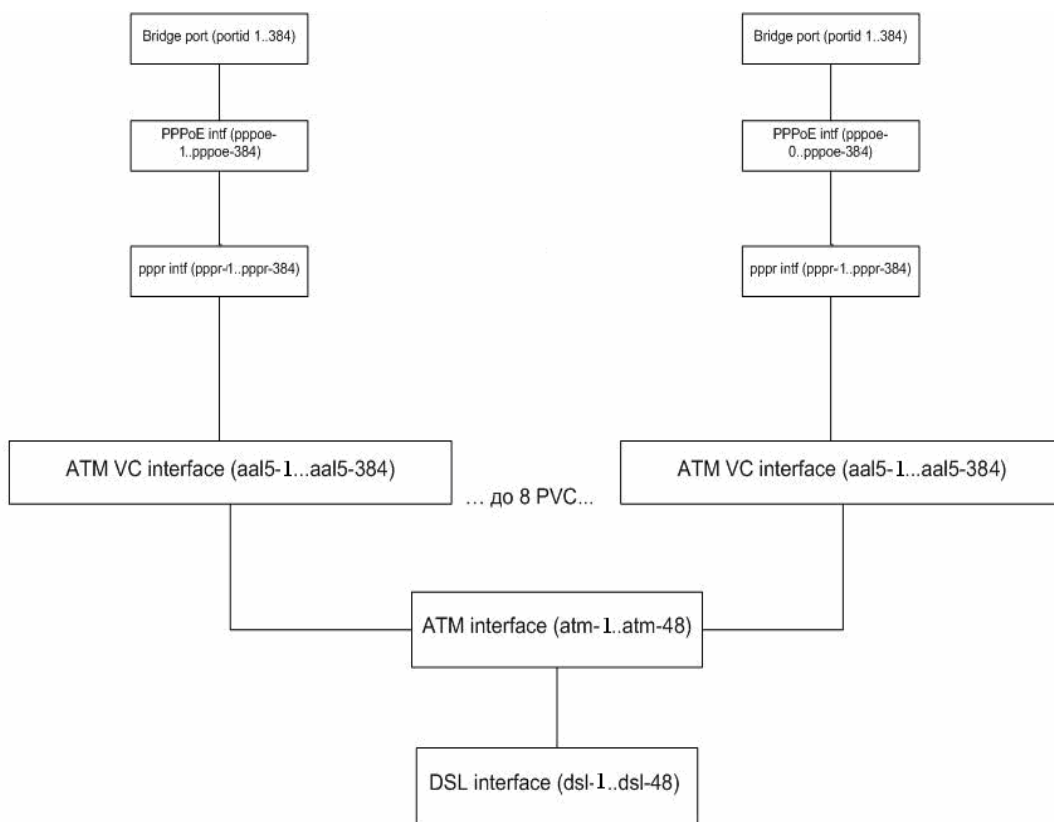 Bridge port (portid 1..384)
Bridge port (portid 1..384)
PPPoE intf (pppoe-
1..pppoe-384)
PPPoE intf (pppoe-
0..pppoe-384)
pppr intf (pppr-1..pppr-384)
pppr intf (pppr-1..pppr-384)
ATM VC interface (aal5-1...aal5-384)
ATM VC interface (aal5-1...aal5-384)
... до 8 PVC...
ATM interface (atm-1..atm-48)
DSL interface (dsl-1..dsl-48)